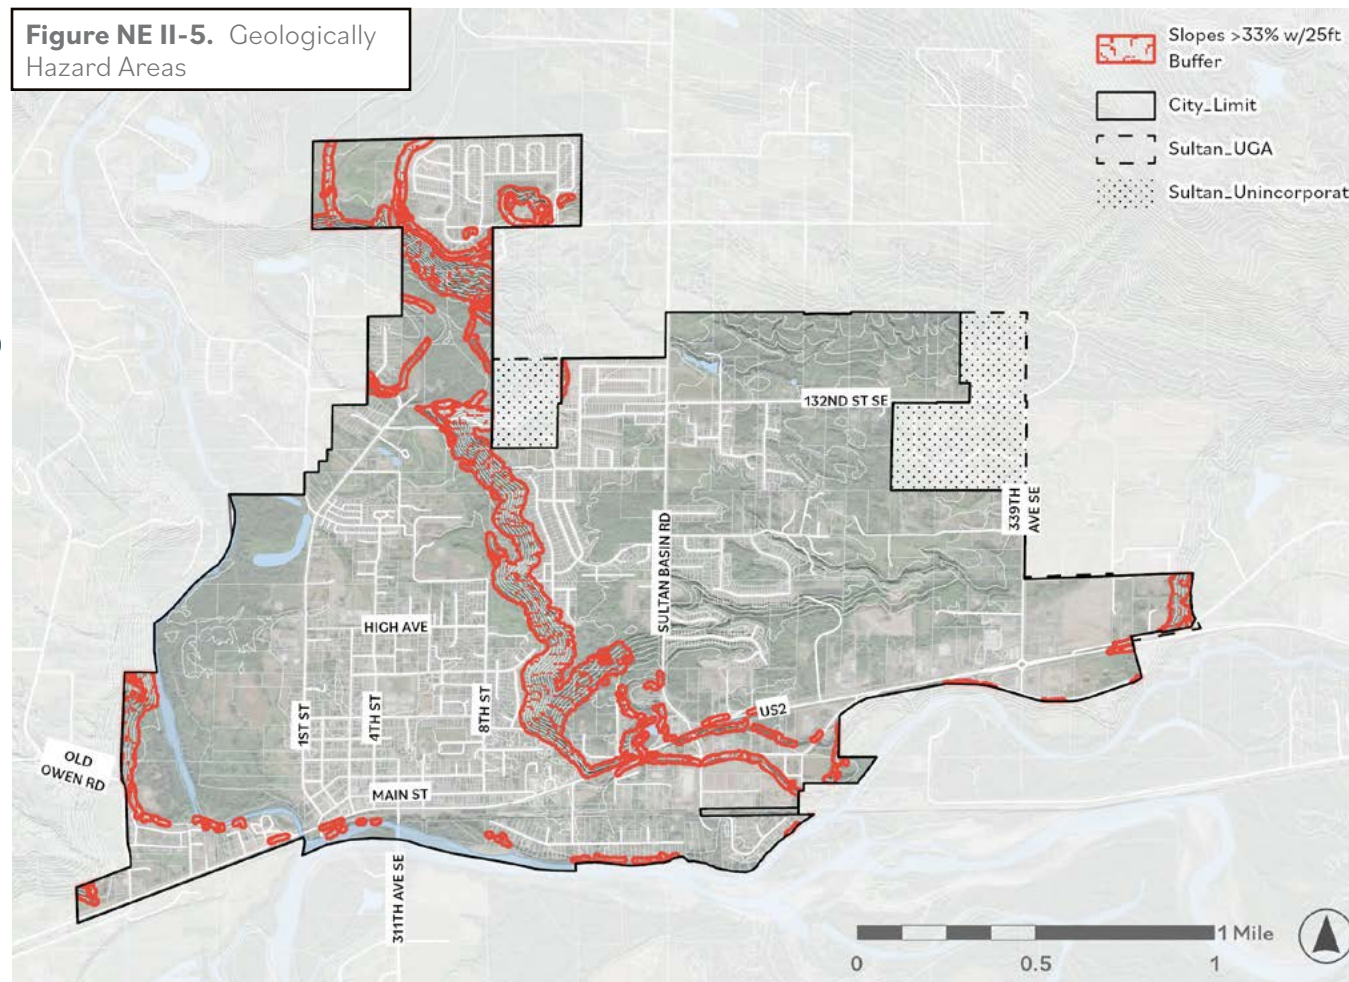 Figure NE II-5. Geologically
Hazard Areas
Slopes >33% w/25ft
Buffer
City_Limit
Sultan_UGA
Sultan_Unincorporat
132ND ST SE
339TH
AVE SE
SULTAN BASIN RD
HIGH AVE
1ST ST
4TH ST
8TH ST
US2
OLD
OWEN RD
MAIN ST
311TH AVE SE
1 Mile
0
0.5
1